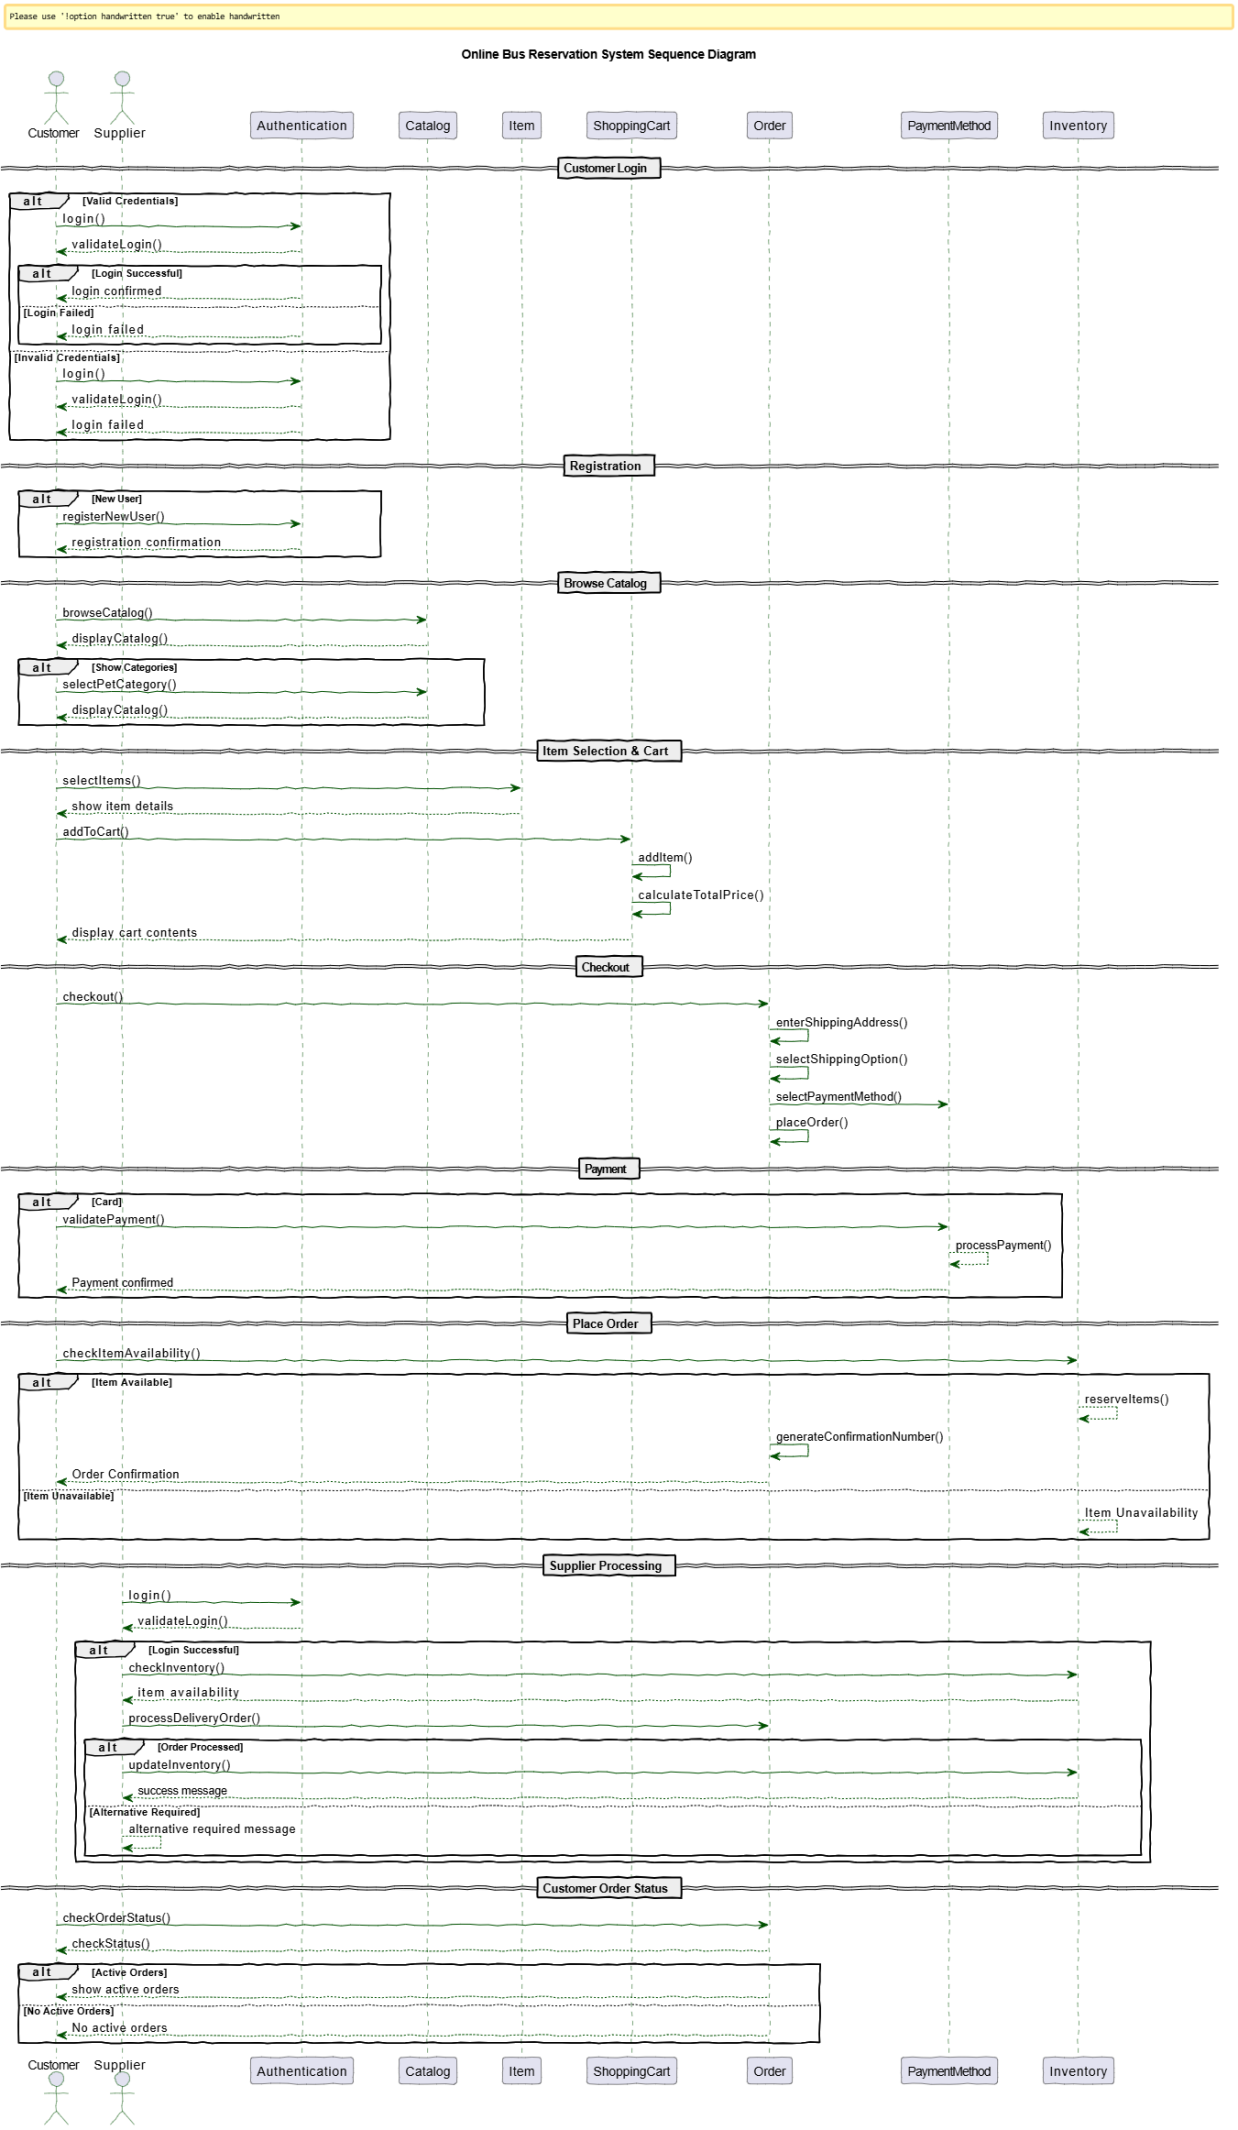 Please use '!option handwritten true' to enable handwritten
Online Bus Reservation System Sequence Diagram
Customer Supplier Authentication Catalog Item ShoppingCart Order PaymentMethod Inventory
Customer Login
alt [Valid Credentials]
login()
validateLogin()
alt [Login Successful]
login confirmed
[Login Failed]
login failed
[Invalid Credentials]
login()
validateLogin()
login failed
Registration
alt [New User]
registerNewUser()
registration confirmation
Browse Catalog
browseCatalog()
displayCatalog()
alt [Show Categories]
selectPetCategory()
displayCatalog()
Item Selection & Cart
selectItems()
show item details
addToCart()
addItem()
calculateTotalPrice()
display cart contents
Checkout
checkout()
enterShippingAddress()
selectShippingOption()
selectPaymentMethod()
placeOrder()
Payment
alt [Card]
validatePayment()
processPayment()
Payment confirmed
Place Order
checkItemAvailability()
alt [Item Available]
reserveItems()
generateConfirmationNumber()
Order Confirmation
[Item Unavailable]
Item Unavailability
Supplier Processing
login()
validateLogin()
alt [Login Successful]
checkInventory()
item availability
processDeliveryOrder()
alt [Order Processed]
updateInventory()
success message
[Alternative Required]
alternative required message
Customer Order Status
checkOrderStatus()
checkStatus()
alt [Active Orders]
show active orders
[No Active Orders]
No active orders
Customer Supplier Authentication Catalog Item ShoppingCart Order PaymentMethod Inventory